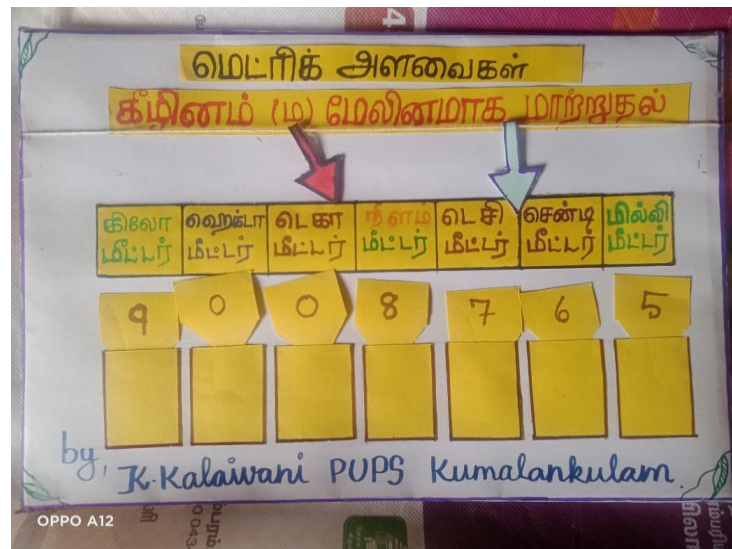 மெட்ரிக் அளவைகள்
கீழினம் (ம) மேலினமாக மாற்றுதல்
கிலோ மீட்டர் ஹெக்டா மீட்டர் டெகா மீட்டர் நீளம் மீட்டர் டெசி மீட்டர் சென்டி மீட்டர் மில்லி மீட்டர்
9 0 0 8 7 6 5
by, K. Kalaivani PUPS Kumalankulam.
OPPO A12